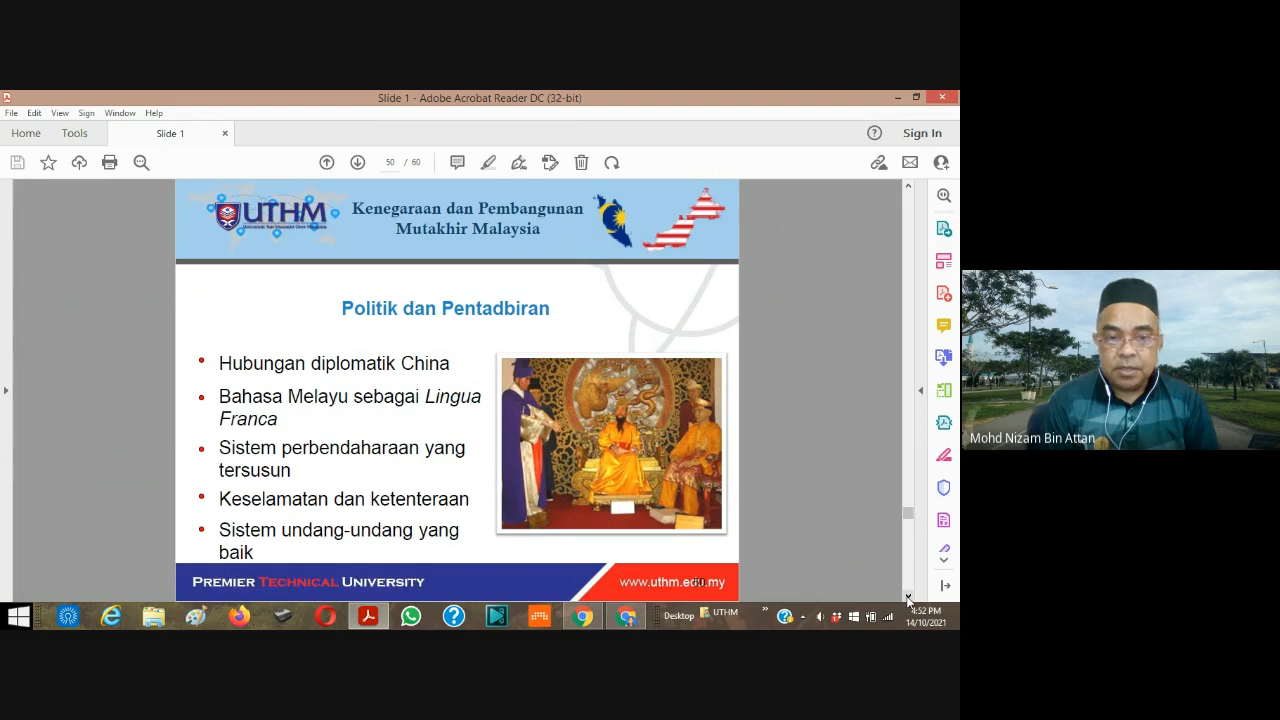 Slide 1 - Adobe Acrobat Reader DC (32-bit)
File Edit View Sign Window Help
Home Tools Slide 1 Sign In
50 / 60
UTHM
Kenegaraan dan Pembangunan
Mutakhir Malaysia
Politik dan Pentadbiran
Hubungan diplomatik China
Bahasa Melayu sebagai Lingua
Franca
Sistem perbendaharaan yang
tersusun
Keselamatan dan ketenteraan
Sistem undang-undang yang
baik
PREMIER TECHNICAL UNIVERSITY
www.uthm.edu.my
50
Mohd Nizam Bin Attan
Desktop
UTHM
4:52 PM
14/10/2021